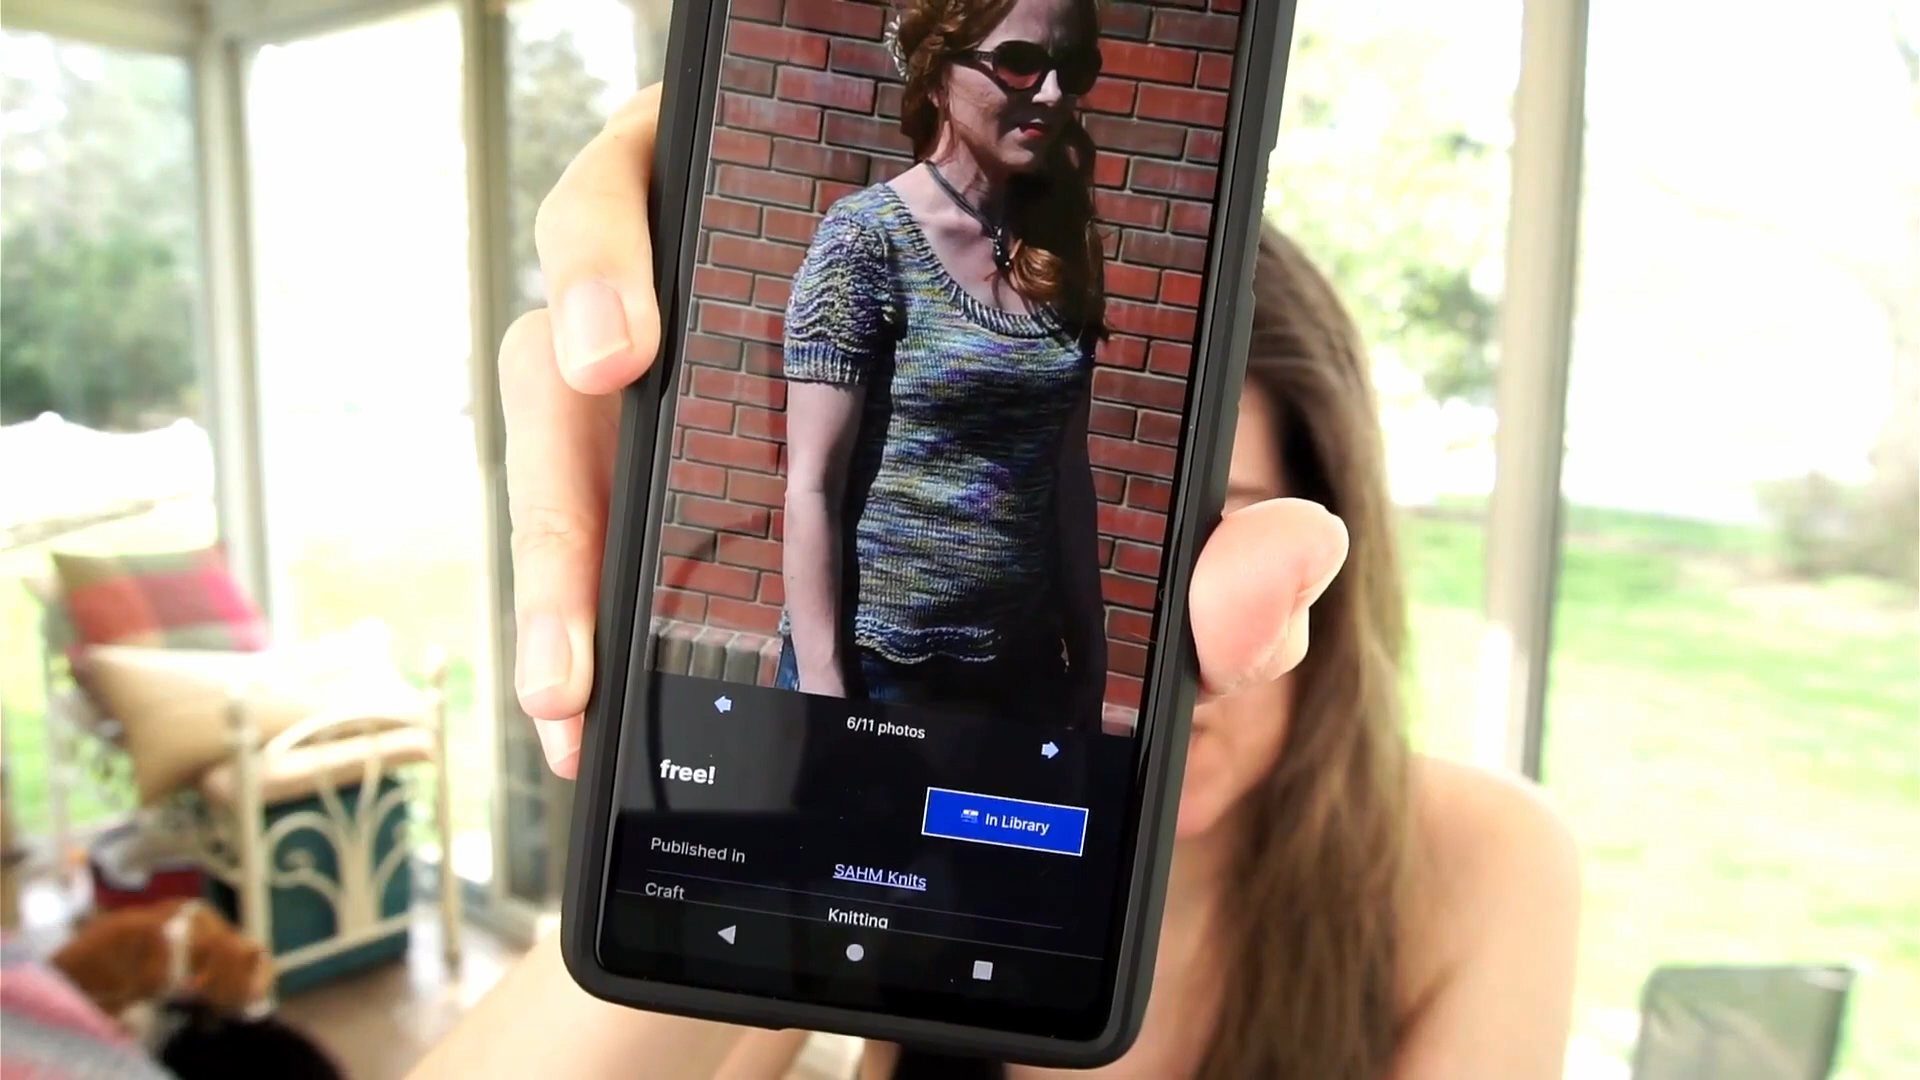 6/11 photos
free!
In Library
Published in
SAHM Knits
Craft
Knitting